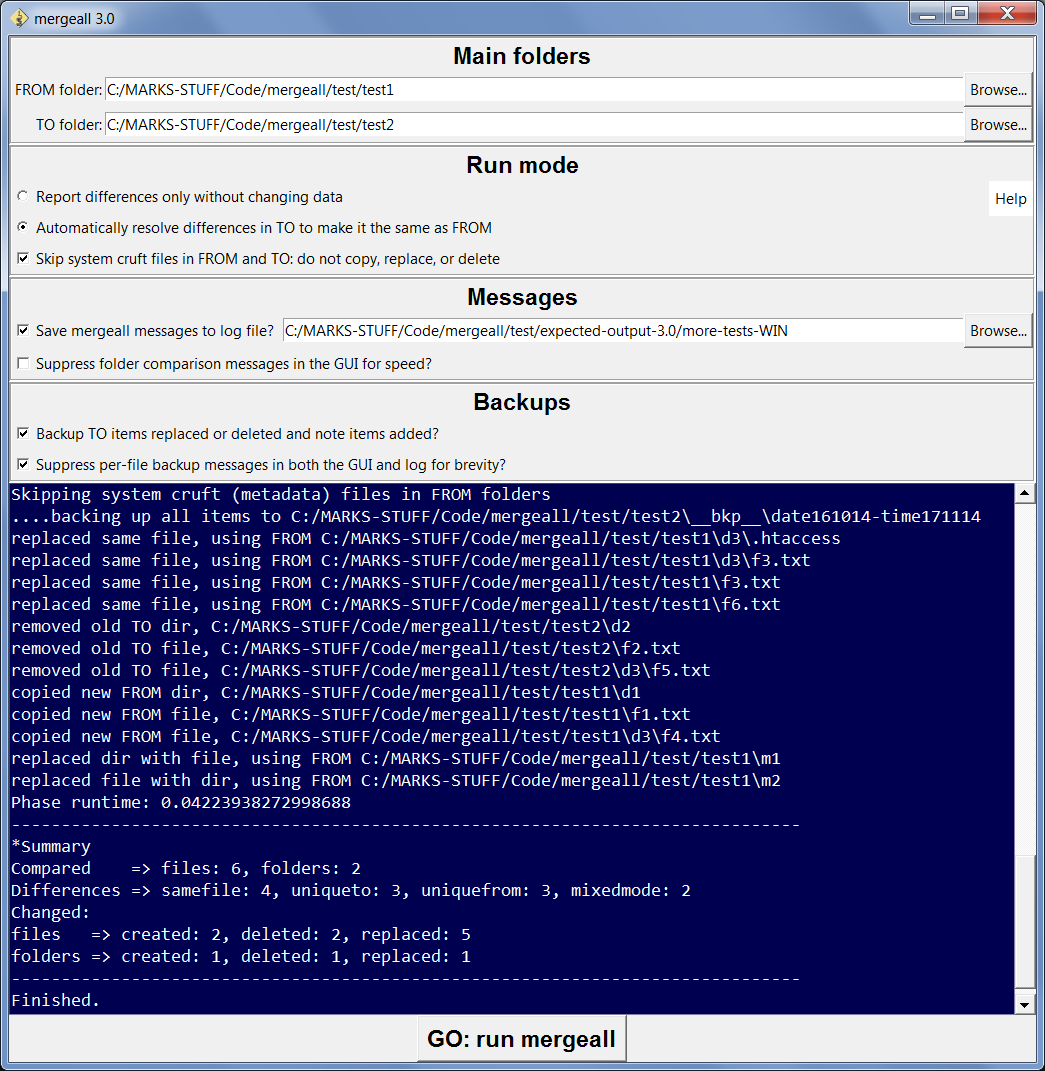 mergeall 3.0
Main folders
FROM folder: C:/MARKS-STUFF/Code/mergeall/test/test1 Browse...
TO folder: C:/MARKS-STUFF/Code/mergeall/test/test2 Browse...
Run mode
Report differences only without changing data
Help
Automatically resolve differences in TO to make it the same as FROM
Skip system cruft files in FROM and TO: do not copy, replace, or delete
Messages
Save mergeall messages to log file? C:/MARKS-STUFF/Code/mergeall/test/expected-output-3.0/more-tests-WIN Browse...
Suppress folder comparison messages in the GUI for speed?
Backups
Backup TO items replaced or deleted and note items added?
Suppress per-file backup messages in both the GUI and log for brevity?
Skipping system cruft (metadata) files in FROM folders
....backing up all items to C:/MARKS-STUFF/Code/mergeall/test/test2\__bkp__\date161014-time171114
replaced same file, using FROM C:/MARKS-STUFF/Code/mergeall/test/test1\d3\.htaccess
replaced same file, using FROM C:/MARKS-STUFF/Code/mergeall/test/test1\d3\f3.txt
replaced same file, using FROM C:/MARKS-STUFF/Code/mergeall/test/test1\f3.txt
replaced same file, using FROM C:/MARKS-STUFF/Code/mergeall/test/test1\f6.txt
removed old TO dir, C:/MARKS-STUFF/Code/mergeall/test/test2\d2
removed old TO file, C:/MARKS-STUFF/Code/mergeall/test/test2\f2.txt
removed old TO file, C:/MARKS-STUFF/Code/mergeall/test/test2\d3\f5.txt
copied new FROM dir, C:/MARKS-STUFF/Code/mergeall/test/test1\d1
copied new FROM file, C:/MARKS-STUFF/Code/mergeall/test/test1\f1.txt
copied new FROM file, C:/MARKS-STUFF/Code/mergeall/test/test1\d3\f4.txt
replaced dir with file, using FROM C:/MARKS-STUFF/Code/mergeall/test/test1\m1
replaced file with dir, using FROM C:/MARKS-STUFF/Code/mergeall/test/test1\m2
Phase runtime: 0.04223938272998688
-------------------------------------------------------------------------------
*Summary
Compared    => files: 6, folders: 2
Differences => samefile: 4, uniqueto: 3, uniquefrom: 3, mixedmode: 2
Changed:
files   => created: 2, deleted: 2, replaced: 5
folders => created: 1, deleted: 1, replaced: 1
-------------------------------------------------------------------------------
Finished.
GO: run mergeall